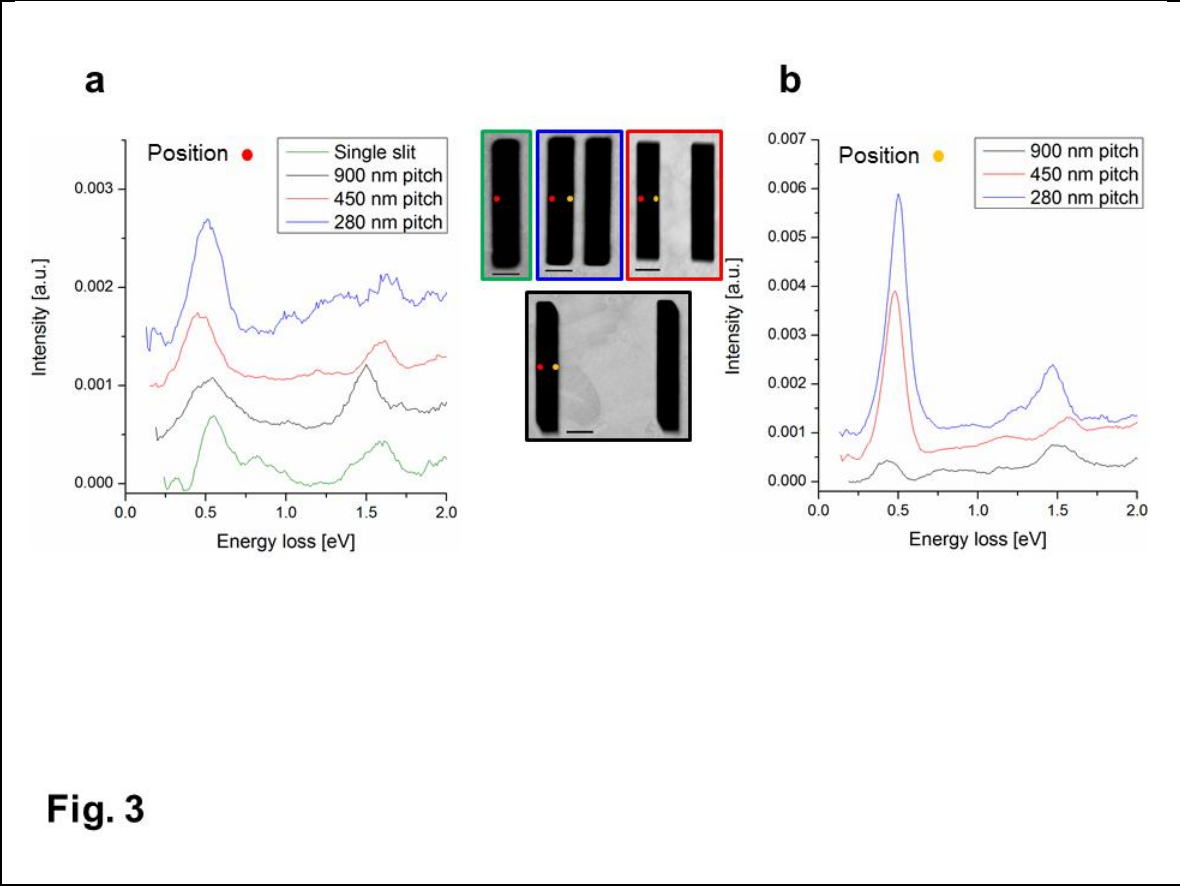 a
b
Position
Single slit
900 nm pitch
450 nm pitch
280 nm pitch
0.003
0.002
0.001
0.000
0.0 0.5 1.0 1.5 2.0
Energy loss [eV]
Intensity [a.u.]
Position
900 nm pitch
450 nm pitch
280 nm pitch
0.007
0.006
0.005
0.004
0.003
0.002
0.001
0.000
0.0 0.5 1.0 1.5 2.0
Energy loss [eV]
Intensity [a.u.]
Fig. 3